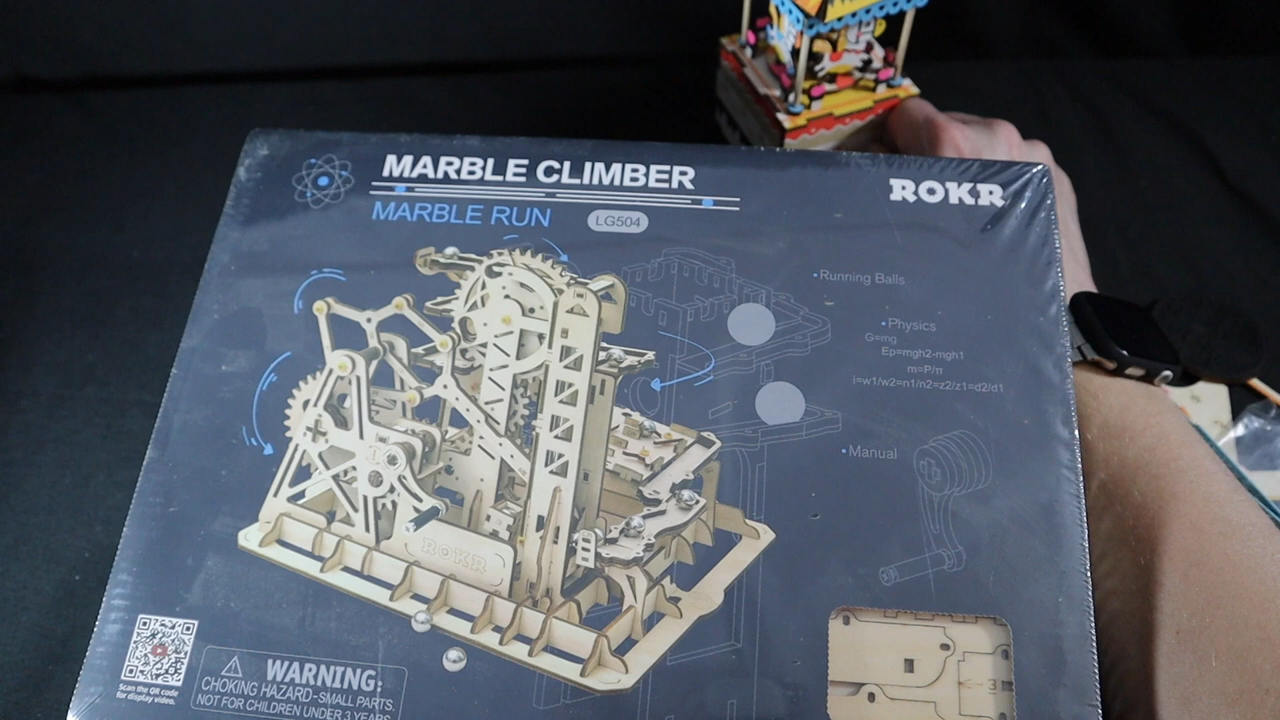 MARBLE CLIMBER
ROKR
MARBLE RUN
LG504
•Running Balls
•Physics
G=mg
Ep=mgh2-mgh1
m=P/π
i=w1/w2=n1/n2=z2/z1=d2/d1
•Manual
ROKR
3
Scan the QR code
for display video.
WARNING:
CHOKING HAZARD-SMALL PARTS.
NOT FOR CHILDREN UNDER 3 YEARS